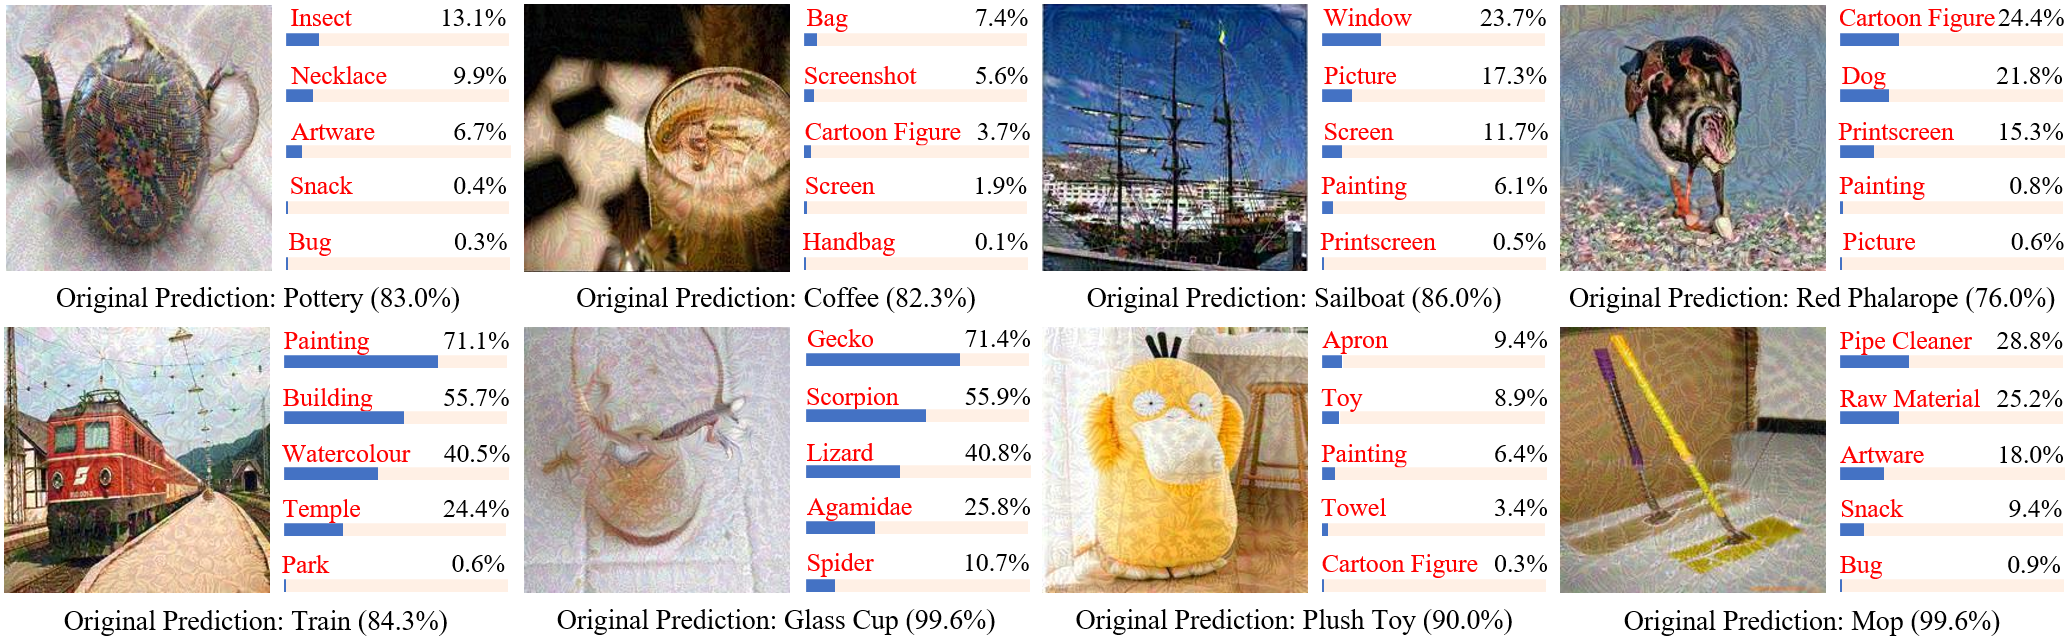 Insect 13.1%
Necklace 9.9%
Artware 6.7%
Snack 0.4%
Bug 0.3%
Original Prediction: Pottery (83.0%)
Bag 7.4%
Screenshot 5.6%
Cartoon Figure 3.7%
Screen 1.9%
Handbag 0.1%
Original Prediction: Coffee (82.3%)
Window 23.7%
Picture 17.3%
Screen 11.7%
Painting 6.1%
Printscreen 0.5%
Original Prediction: Sailboat (86.0%)
Cartoon Figure 24.4%
Dog 21.8%
Printscreen 15.3%
Painting 0.8%
Picture 0.6%
Original Prediction: Red Phalarope (76.0%)
Painting 71.1%
Building 55.7%
Watercolour 40.5%
Temple 24.4%
Park 0.6%
Original Prediction: Train (84.3%)
Gecko 71.4%
Scorpion 55.9%
Lizard 40.8%
Agamidae 25.8%
Spider 10.7%
Original Prediction: Glass Cup (99.6%)
Apron 9.4%
Toy 8.9%
Painting 6.4%
Towel 3.4%
Cartoon Figure 0.3%
Original Prediction: Plush Toy (90.0%)
Pipe Cleaner 28.8%
Raw Material 25.2%
Artware 18.0%
Snack 9.4%
Bug 0.9%
Original Prediction: Mop (99.6%)